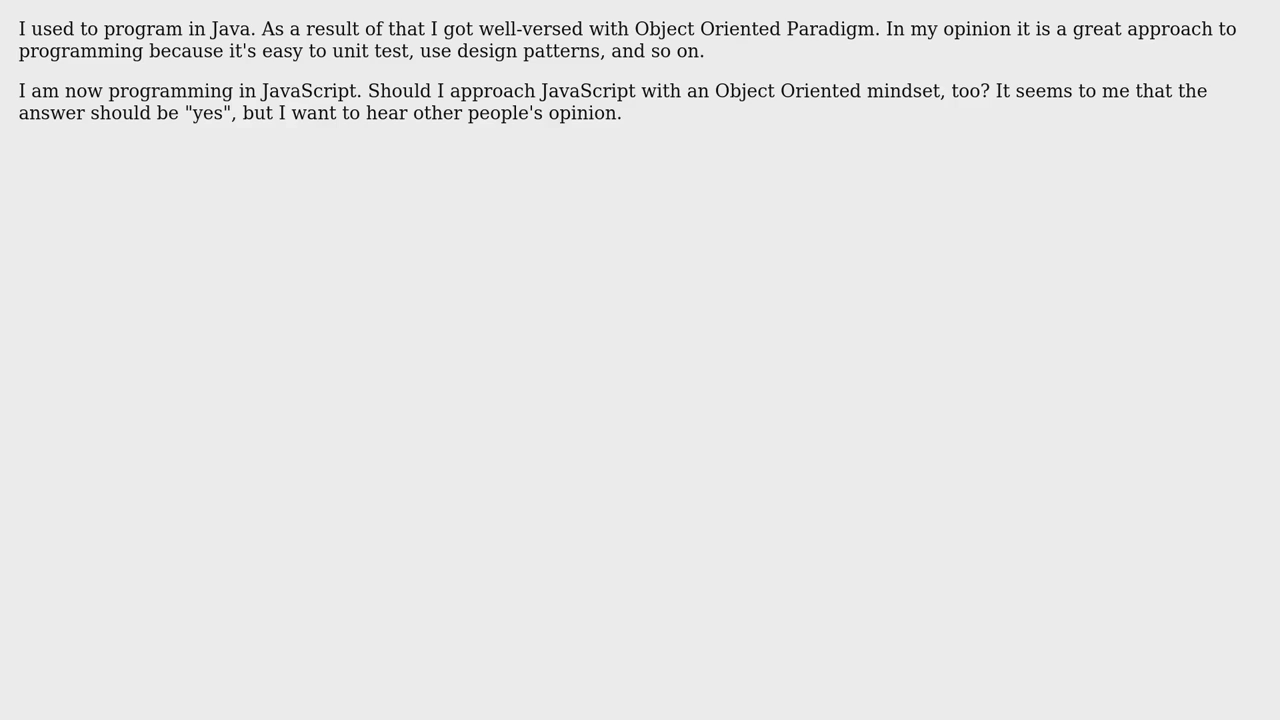 I used to program in Java. As a result of that I got well-versed with Object Oriented Paradigm. In my opinion it is a great approach to
programming because it's easy to unit test, use design patterns, and so on.
I am now programming in JavaScript. Should I approach JavaScript with an Object Oriented mindset, too? It seems to me that the
answer should be "yes", but I want to hear other people's opinion.